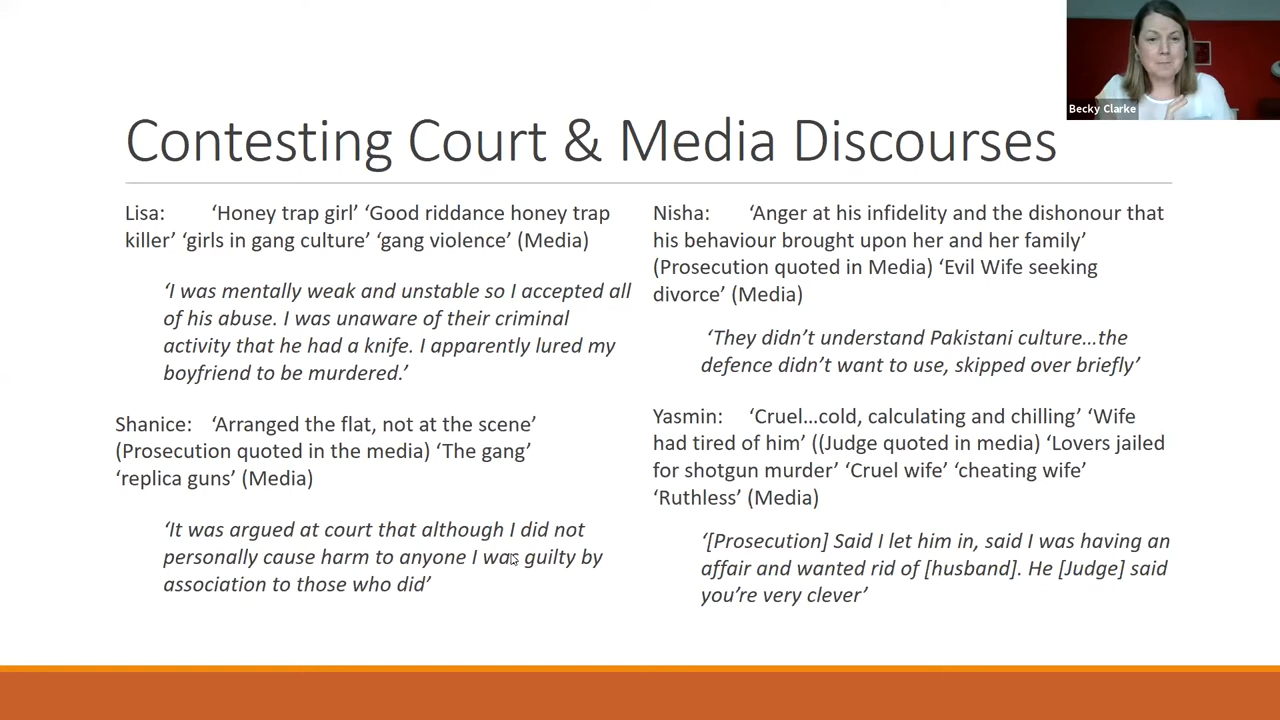 Becky Clarke
Contesting Court & Media Discourses
Lisa: ‘Honey trap girl’ ‘Good riddance honey trap
killer’ ‘girls in gang culture’ ‘gang violence’ (Media)
‘I was mentally weak and unstable so I accepted all
of his abuse. I was unaware of their criminal
activity that he had a knife. I apparently lured my
boyfriend to be murdered.’
Shanice: ‘Arranged the flat, not at the scene’
(Prosecution quoted in the media) ‘The gang’
‘replica guns’ (Media)
‘It was argued at court that although I did not
personally cause harm to anyone I was guilty by
association to those who did’
Nisha: ‘Anger at his infidelity and the dishonour that
his behaviour brought upon her and her family’
(Prosecution quoted in Media) ‘Evil Wife seeking
divorce’ (Media)
‘They didn’t understand Pakistani culture…the
defence didn’t want to use, skipped over briefly’
Yasmin: ‘Cruel…cold, calculating and chilling’ ‘Wife
had tired of him’ ((Judge quoted in media) ‘Lovers jailed
for shotgun murder’ ‘Cruel wife’ ‘cheating wife’
‘Ruthless’ (Media)
‘[Prosecution] Said I let him in, said I was having an
affair and wanted rid of [husband]. He [Judge] said
you’re very clever’